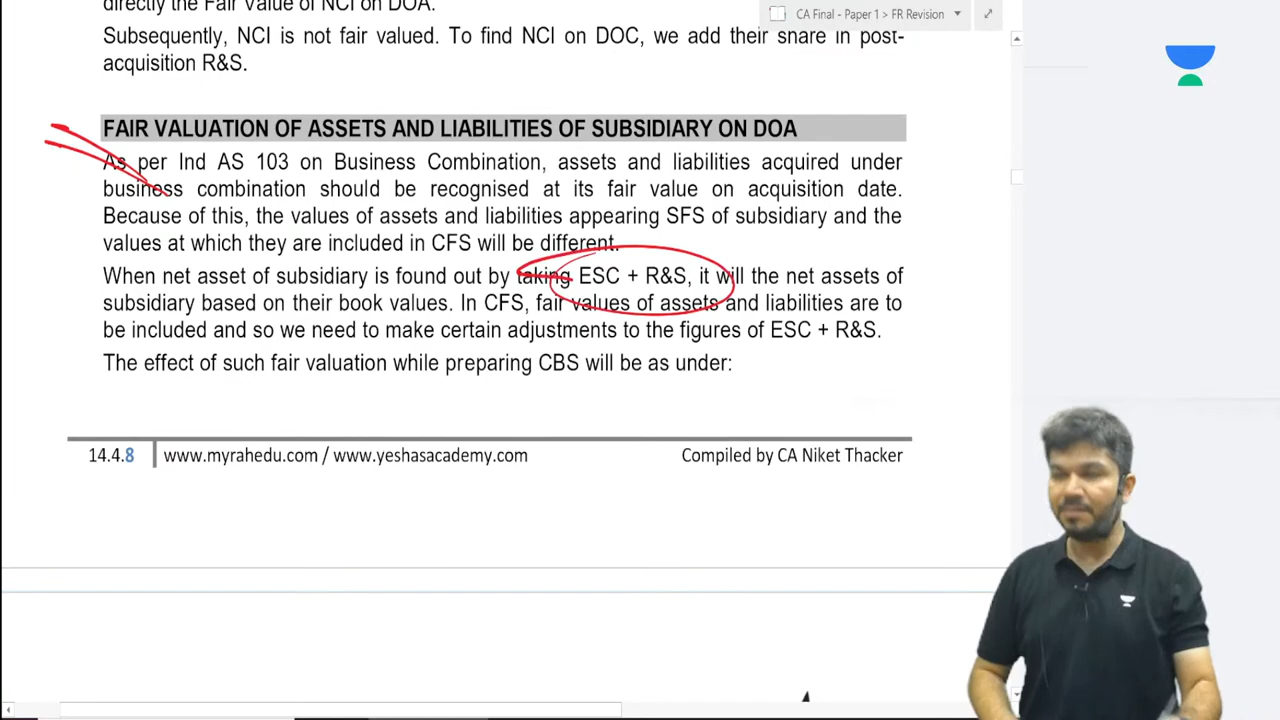 directly the Fair Value of NCI on DOA.
CA Final - Paper 1 > FR Revision
Subsequently, NCI is not fair valued. To find NCI on DOC, we add their share in post-
acquisition R&S.
FAIR VALUATION OF ASSETS AND LIABILITIES OF SUBSIDIARY ON DOA
As per Ind AS 103 on Business Combination, assets and liabilities acquired under
business combination should be recognised at its fair value on acquisition date.
Because of this, the values of assets and liabilities appearing SFS of subsidiary and the
values at which they are included in CFS will be different.
When net asset of subsidiary is found out by taking ESC + R&S, it will the net assets of
subsidiary based on their book values. In CFS, fair values of assets and liabilities are to
be included and so we need to make certain adjustments to the figures of ESC + R&S.
The effect of such fair valuation while preparing CBS will be as under:
14.4.8 www.myrahedu.com / www.yeshasacademy.com Compiled by CA Niket Thacker